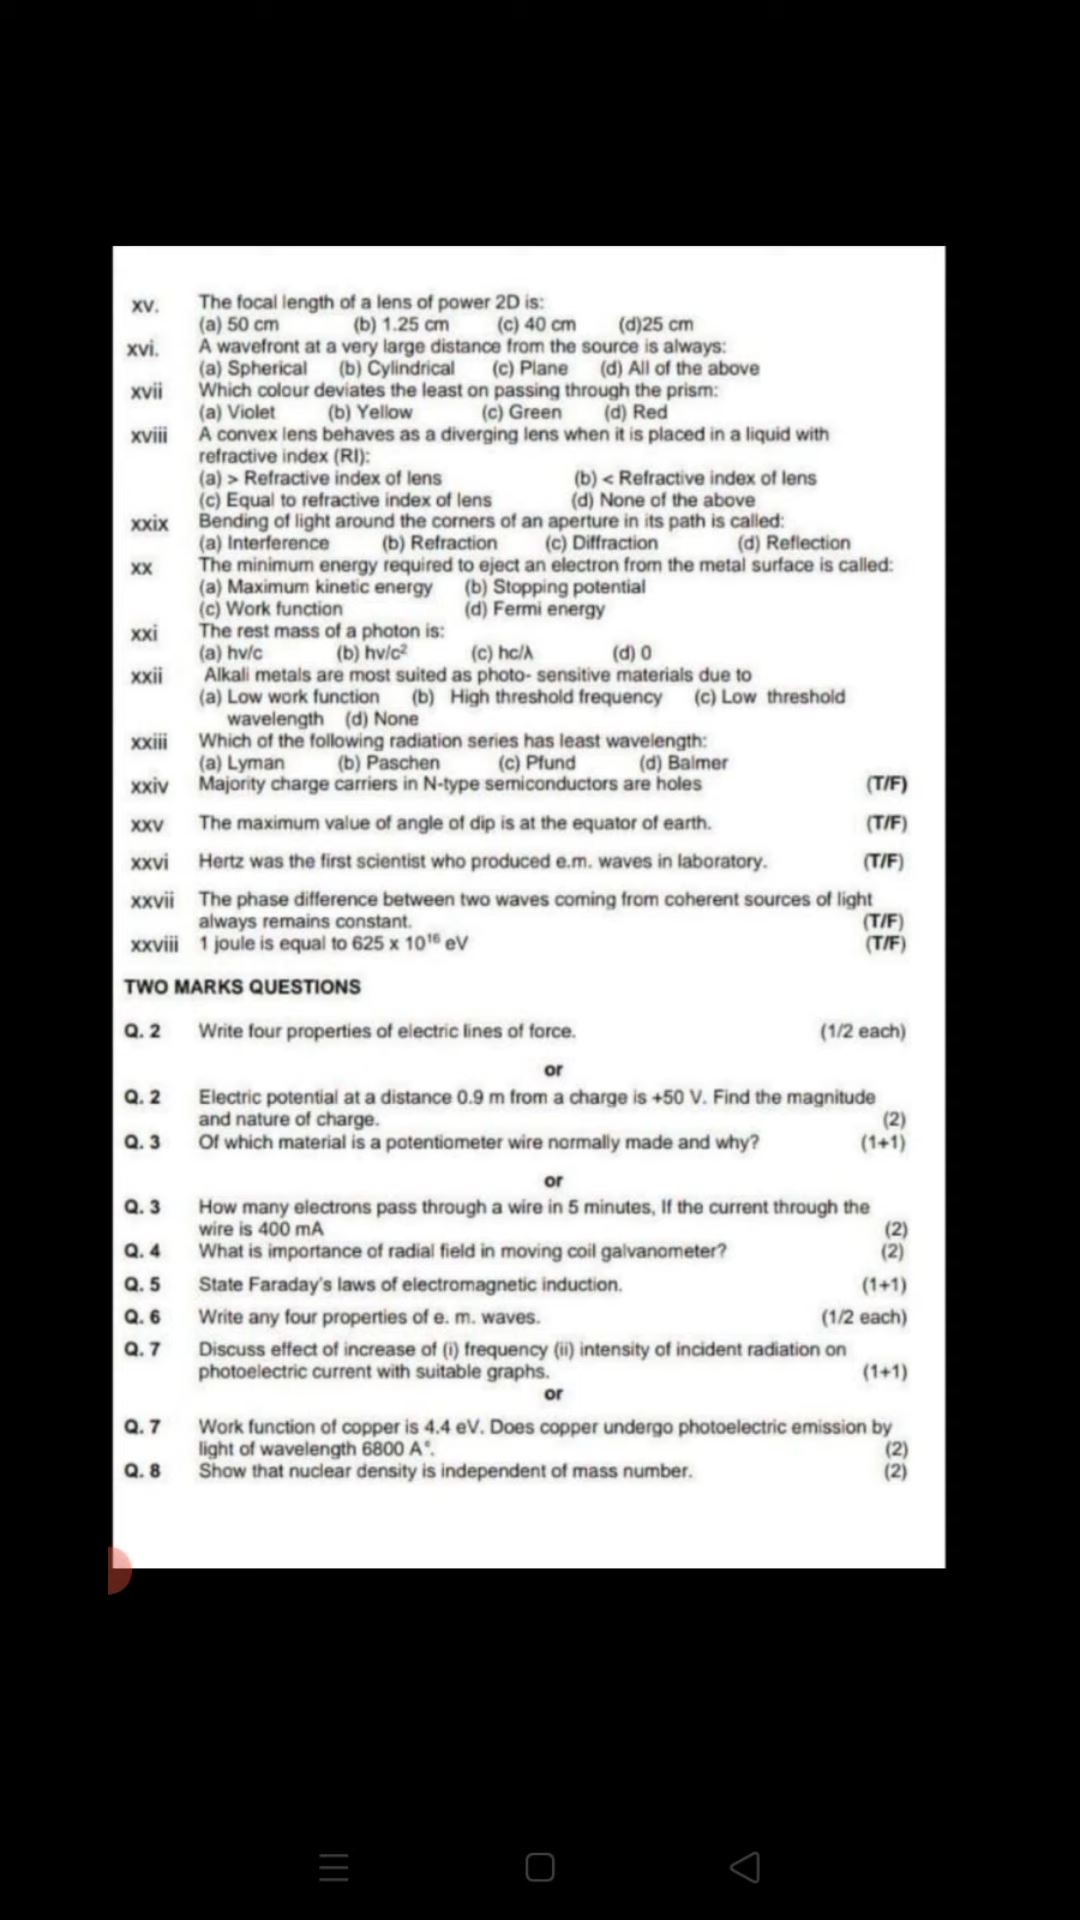 xv. The focal length of a lens of power 2D is:
(a) 50 cm (b) 1.25 cm (c) 40 cm (d)25 cm
xvi. A wavefront at a very large distance from the source is always:
(a) Spherical (b) Cylindrical (c) Plane (d) All of the above
xvii Which colour deviates the least on passing through the prism:
(a) Violet (b) Yellow (c) Green (d) Red
xviii A convex lens behaves as a diverging lens when it is placed in a liquid with
refractive index (RI):
(a) > Refractive index of lens (b) < Refractive index of lens
(c) Equal to refractive index of lens (d) None of the above
xxix Bending of light around the corners of an aperture in its path is called:
(a) Interference (b) Refraction (c) Diffraction (d) Reflection
xx The minimum energy required to eject an electron from the metal surface is called:
(a) Maximum kinetic energy (b) Stopping potential
(c) Work function (d) Fermi energy
xxi The rest mass of a photon is:
(a) hv/c (b) hv/c² (c) hc/λ (d) 0
xxii Alkali metals are most suited as photo- sensitive materials due to
(a) Low work function (b) High threshold frequency (c) Low threshold
wavelength (d) None
xxiii Which of the following radiation series has least wavelength:
(a) Lyman (b) Paschen (c) Pfund (d) Balmer
xxiv Majority charge carriers in N-type semiconductors are holes (T/F)
xxv The maximum value of angle of dip is at the equator of earth. (T/F)
xxvi Hertz was the first scientist who produced e.m. waves in laboratory. (T/F)
xxvii The phase difference between two waves coming from coherent sources of light
always remains constant. (T/F)
xxviii 1 joule is equal to 625 x 10¹⁶ eV (T/F)
TWO MARKS QUESTIONS
Q. 2 Write four properties of electric lines of force. (1/2 each)
or
Q. 2 Electric potential at a distance 0.9 m from a charge is +50 V. Find the magnitude
and nature of charge. (2)
Q. 3 Of which material is a potentiometer wire normally made and why? (1+1)
or
Q. 3 How many electrons pass through a wire in 5 minutes, If the current through the
wire is 400 mA (2)
Q. 4 What is importance of radial field in moving coil galvanometer? (2)
Q. 5 State Faraday's laws of electromagnetic induction. (1+1)
Q. 6 Write any four properties of e. m. waves. (1/2 each)
Q. 7 Discuss effect of increase of (i) frequency (ii) intensity of incident radiation on
photoelectric current with suitable graphs. (1+1)
or
Q. 7 Work function of copper is 4.4 eV. Does copper undergo photoelectric emission by
light of wavelength 6800 A°. (2)
Q. 8 Show that nuclear density is independent of mass number. (2)